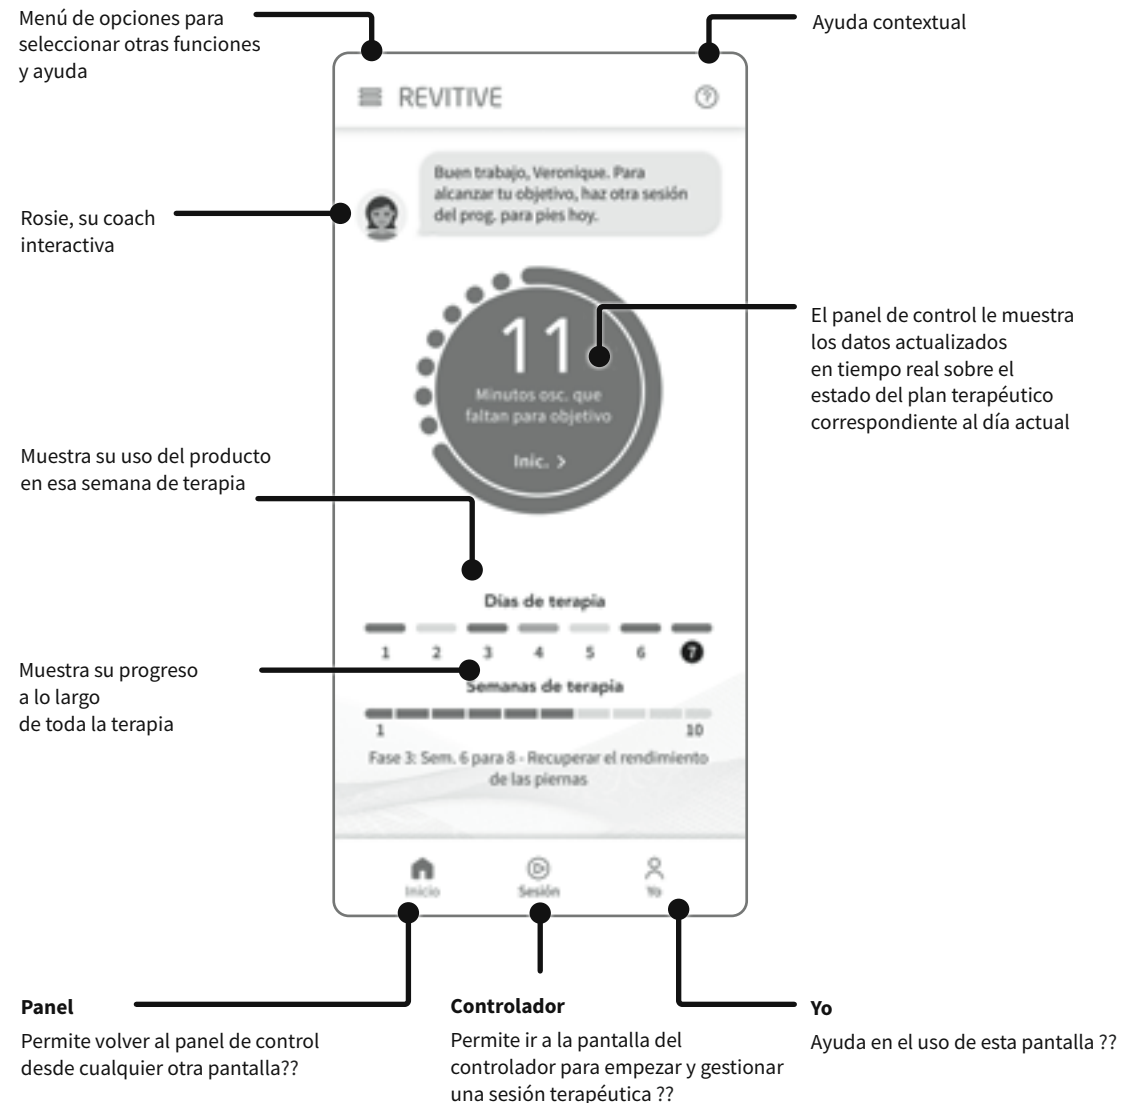 Menú de opciones para
seleccionar otras funciones
y ayuda
Ayuda contextual
REVITIVE
?
Buen trabajo, Veronique. Para
alcanzar tu objetivo, haz otra sesión
del prog. para pies hoy.
Rosie, su coach
interactiva
11
Minutos osc. que
faltan para objetivo
Inic. >
El panel de control le muestra
los datos actualizados
en tiempo real sobre el
estado del plan terapéutico
correspondiente al día actual
Muestra su uso del producto
en esa semana de terapia
Días de terapia
1 2 3 4 5 6 7
Muestra su progreso
a lo largo
de toda la terapia
Semanas de terapia
1 10
Fase 3: Sem. 6 para 8 - Recuperar el rendimiento
de las piernas
Inicio Sesión Yo
Panel
Permite volver al panel de control
desde cualquier otra pantalla??
Controlador
Permite ir a la pantalla del
controlador para empezar y gestionar
una sesión terapéutica ??
Yo
Ayuda en el uso de esta pantalla ??